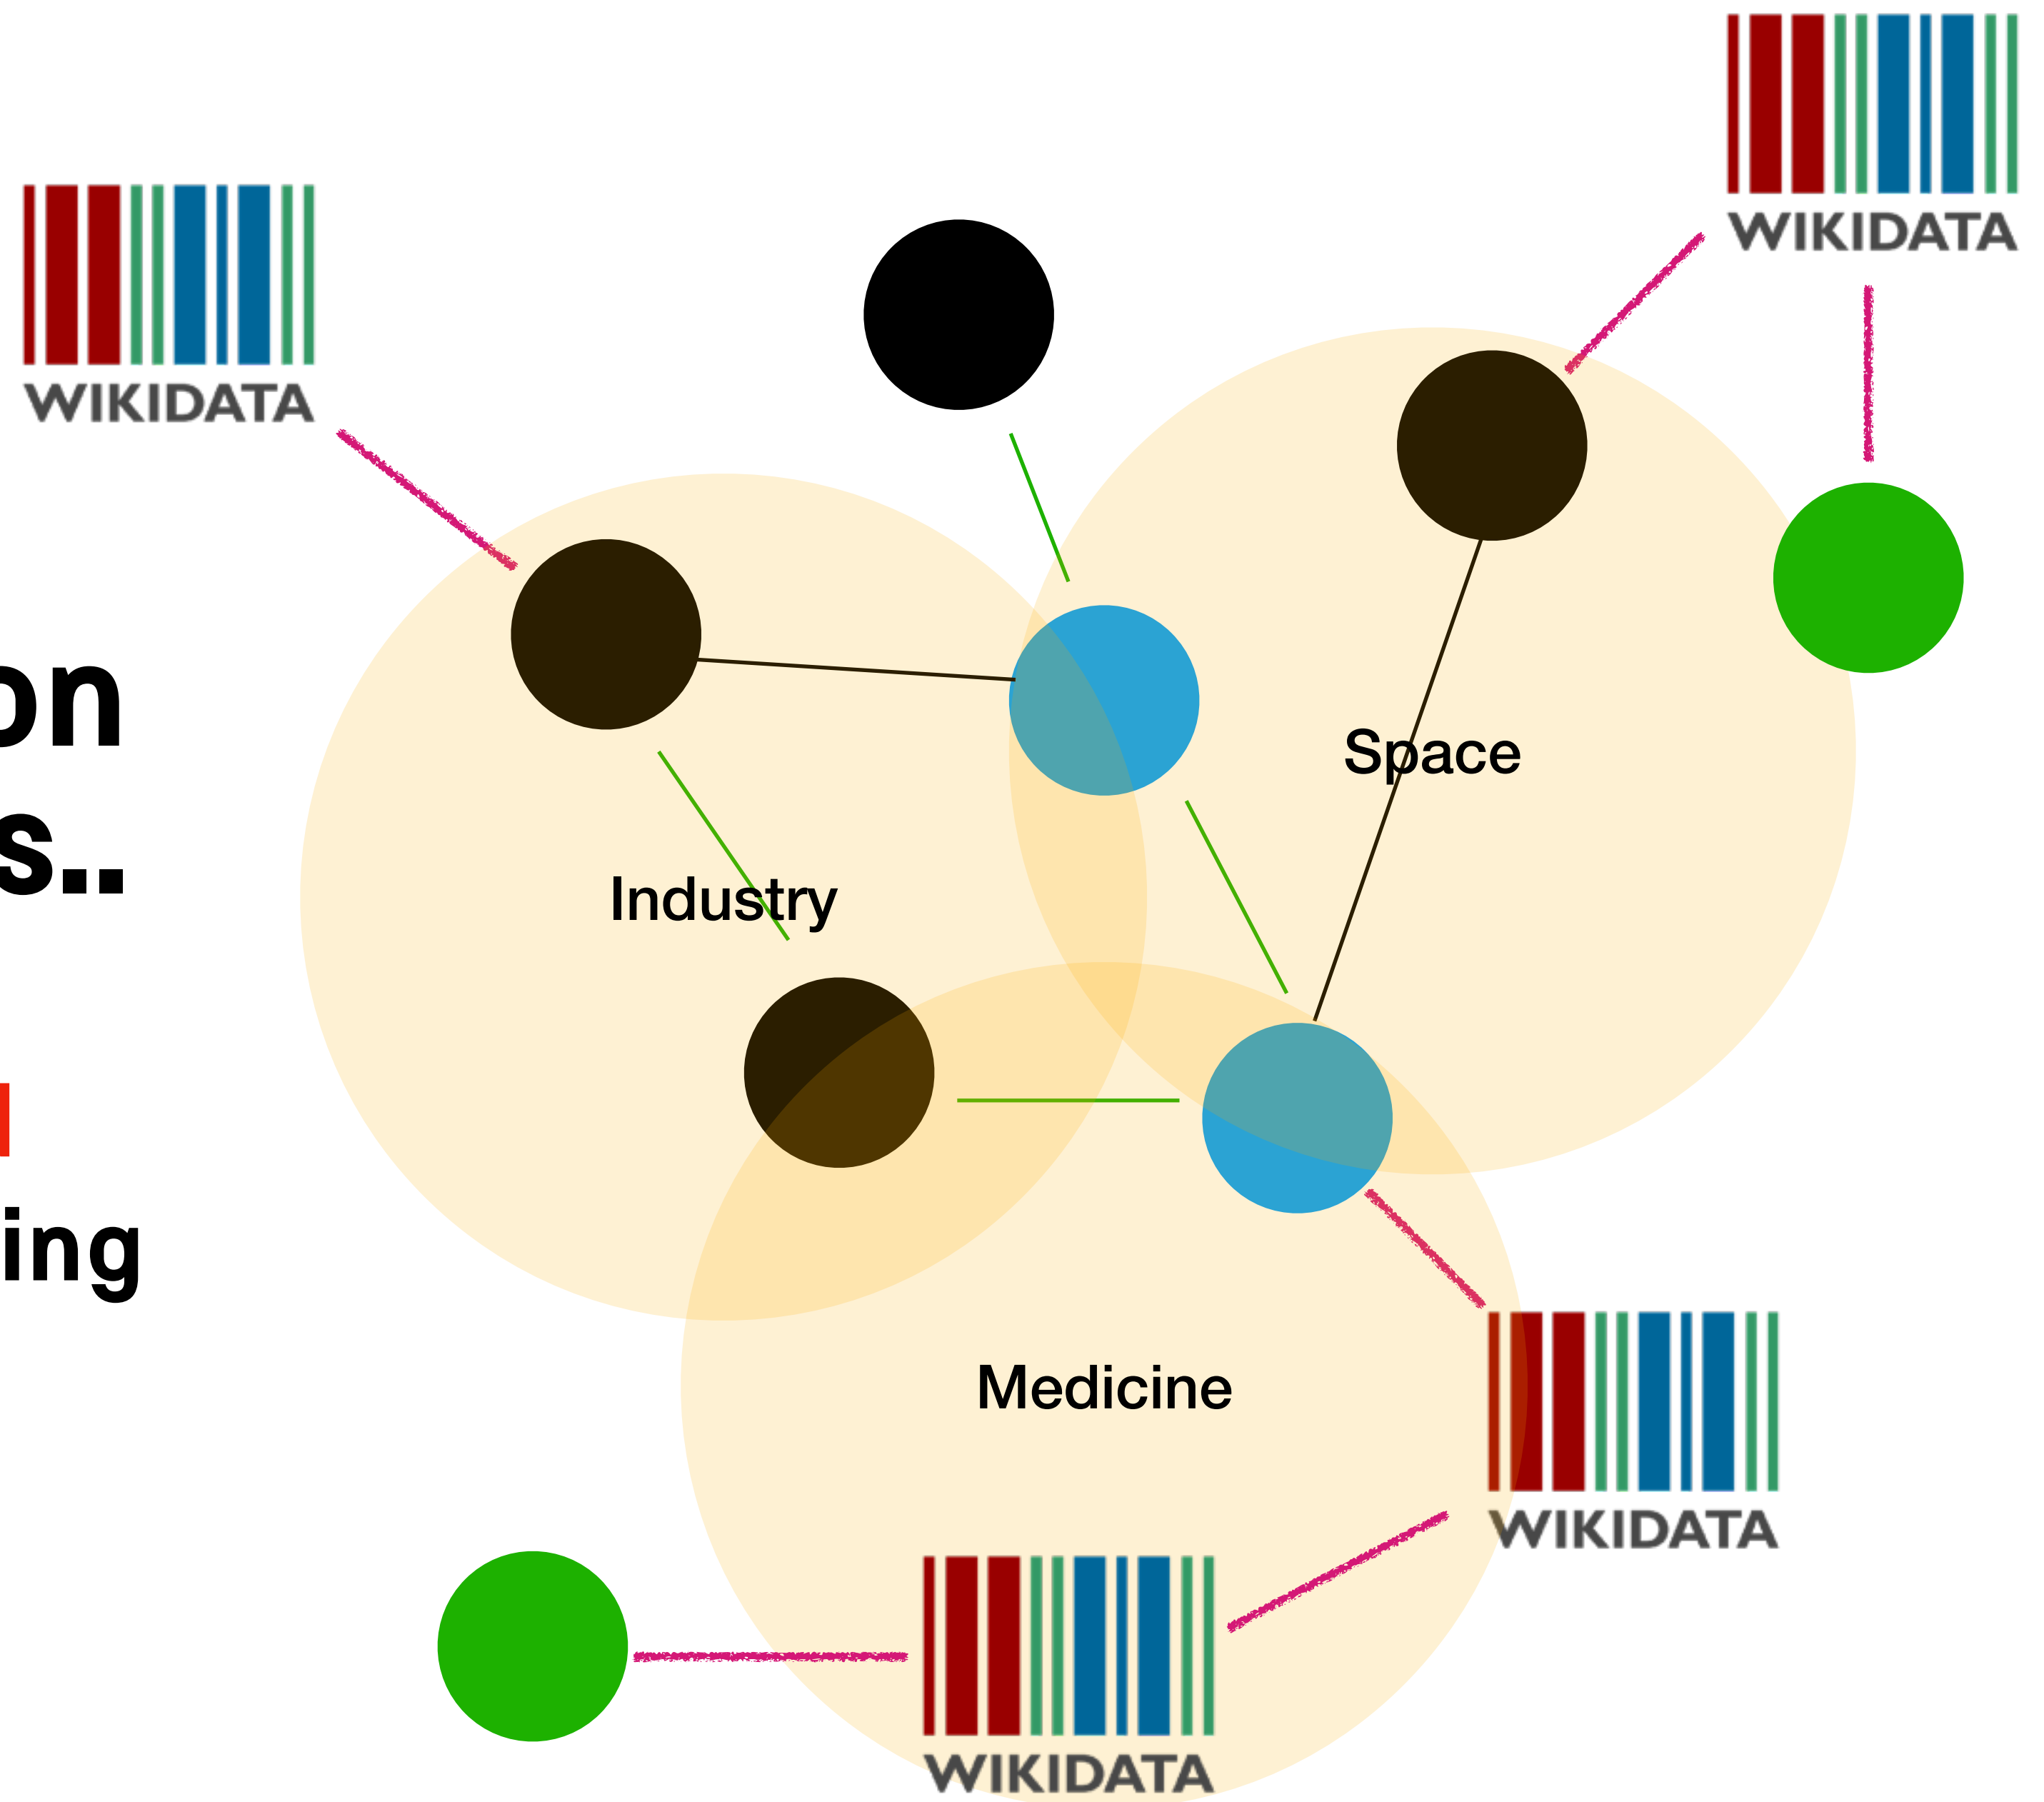 WIKIDATA
WIKIDATA
on
s..
Space
Industry
ing
Medicine
WIKIDATA
WIKIDATA